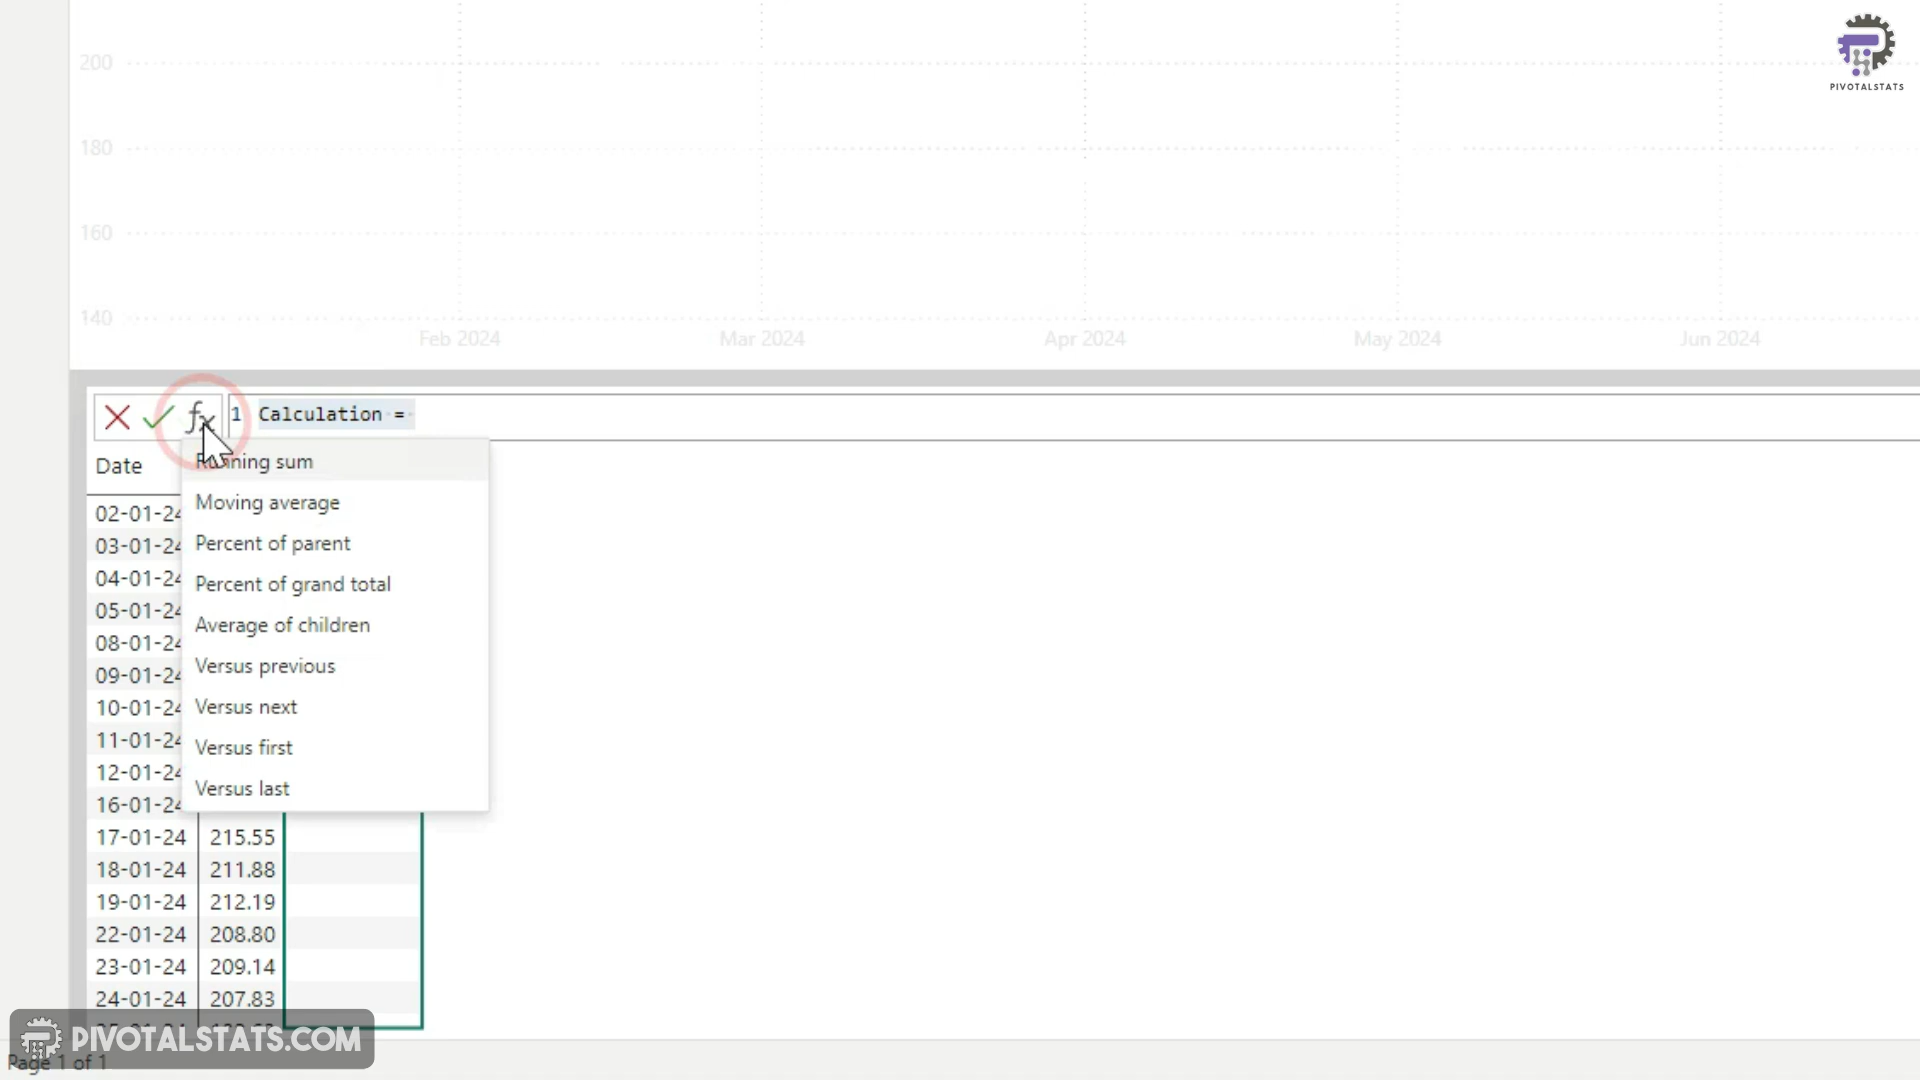 PIVOTALSTATS
200
180
160
140
Feb 2024 Mar 2024 Apr 2024 May 2024 Jun 2024
fx 1 Calculation =
Date
Running sum
Moving average
Percent of parent
Percent of grand total
Average of children
Versus previous
Versus next
Versus first
Versus last
02-01-24
03-01-24
04-01-24
05-01-24
08-01-24
09-01-24
10-01-24
11-01-24
12-01-24
16-01-24
17-01-24 215.55
18-01-24 211.88
19-01-24 212.19
22-01-24 208.80
23-01-24 209.14
24-01-24 207.83
PIVOTALSTATS.COM
Page 1 of 1